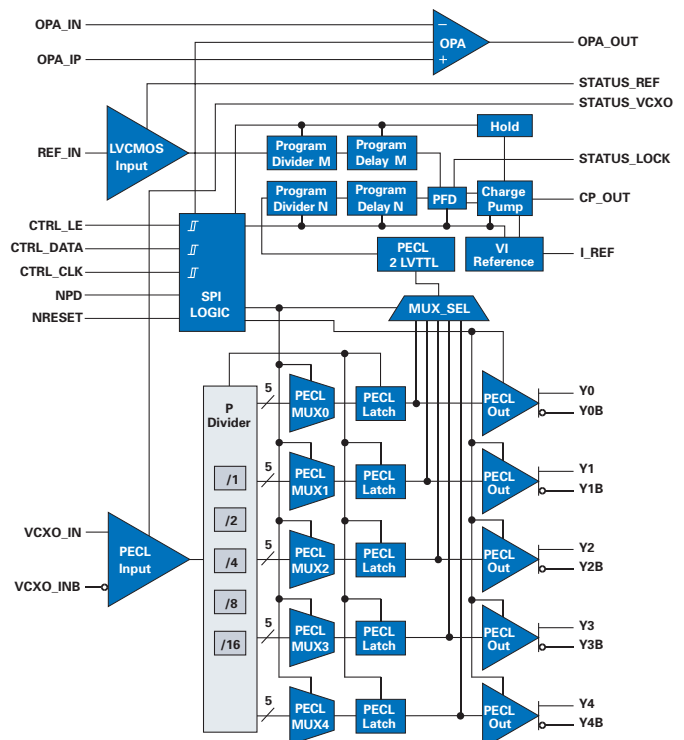 OPA_IN
OPA_IP
−
OPA
+
OPA_OUT
STATUS_REF
STATUS_VCXO
REF_IN
LVCMOS
Input
Program
Divider M
Program
Delay M
Hold
STATUS_LOCK
Program
Divider N
Program
Delay N
PFD
Charge
Pump
CP_OUT
CTRL_LE
CTRL_DATA
CTRL_CLK
NPD
NRESET
SPI
LOGIC
PECL
2 LVTTL
VI
Reference
I_REF
MUX_SEL
P
Divider
/1
/2
/4
/8
/16
5
PECL
MUX0
PECL
Latch
PECL
Out
Y0
Y0B
5
PECL
MUX1
PECL
Latch
PECL
Out
Y1
Y1B
VCXO_IN
VCXO_INB
PECL
Input
5
PECL
MUX2
PECL
Latch
PECL
Out
Y2
Y2B
5
PECL
MUX3
PECL
Latch
PECL
Out
Y3
Y3B
5
PECL
MUX4
PECL
Latch
PECL
Out
Y4
Y4B